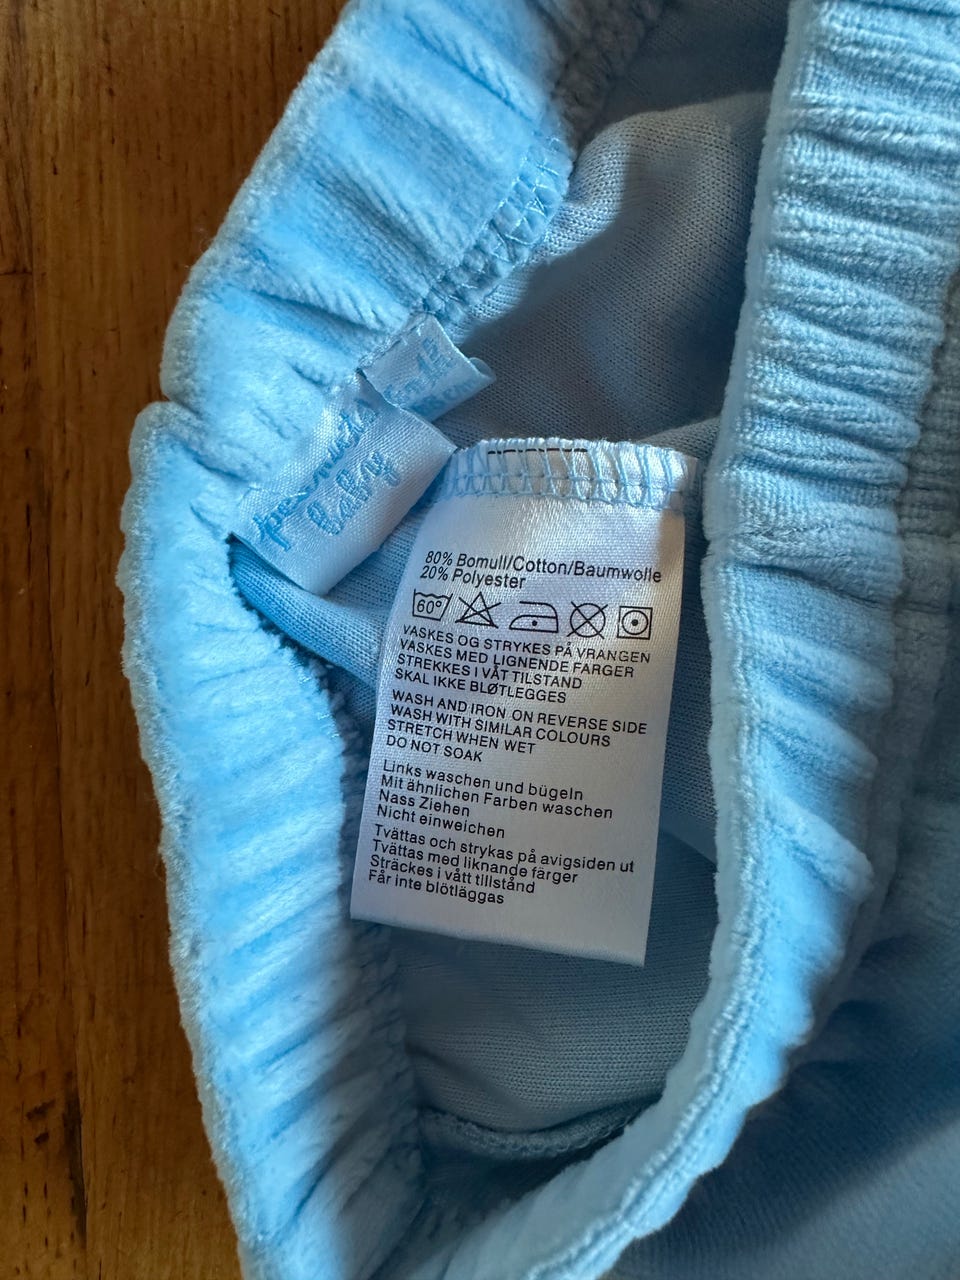 baby
80% Bomull/Cotton/Baumwolle
20% Polyester
60°
VASKES OG STRYKES PÅ VRANGEN
VASKES MED LIGNENDE FARGER
STREKKES I VÅT TILSTAND
SKAL IKKE BLØTLEGGES
WASH AND IRON ON REVERSE SIDE
WASH WITH SIMILAR COLOURS
STRETCH WHEN WET
DO NOT SOAK
Links waschen und bügeln
Mit ähnlichen Farben waschen
Nass Ziehen
Nicht einweichen
Tvättas och strykas på avigsiden ut
Tvättas med liknande färger
Sträckes i vått tillstånd
Får inte blötläggas